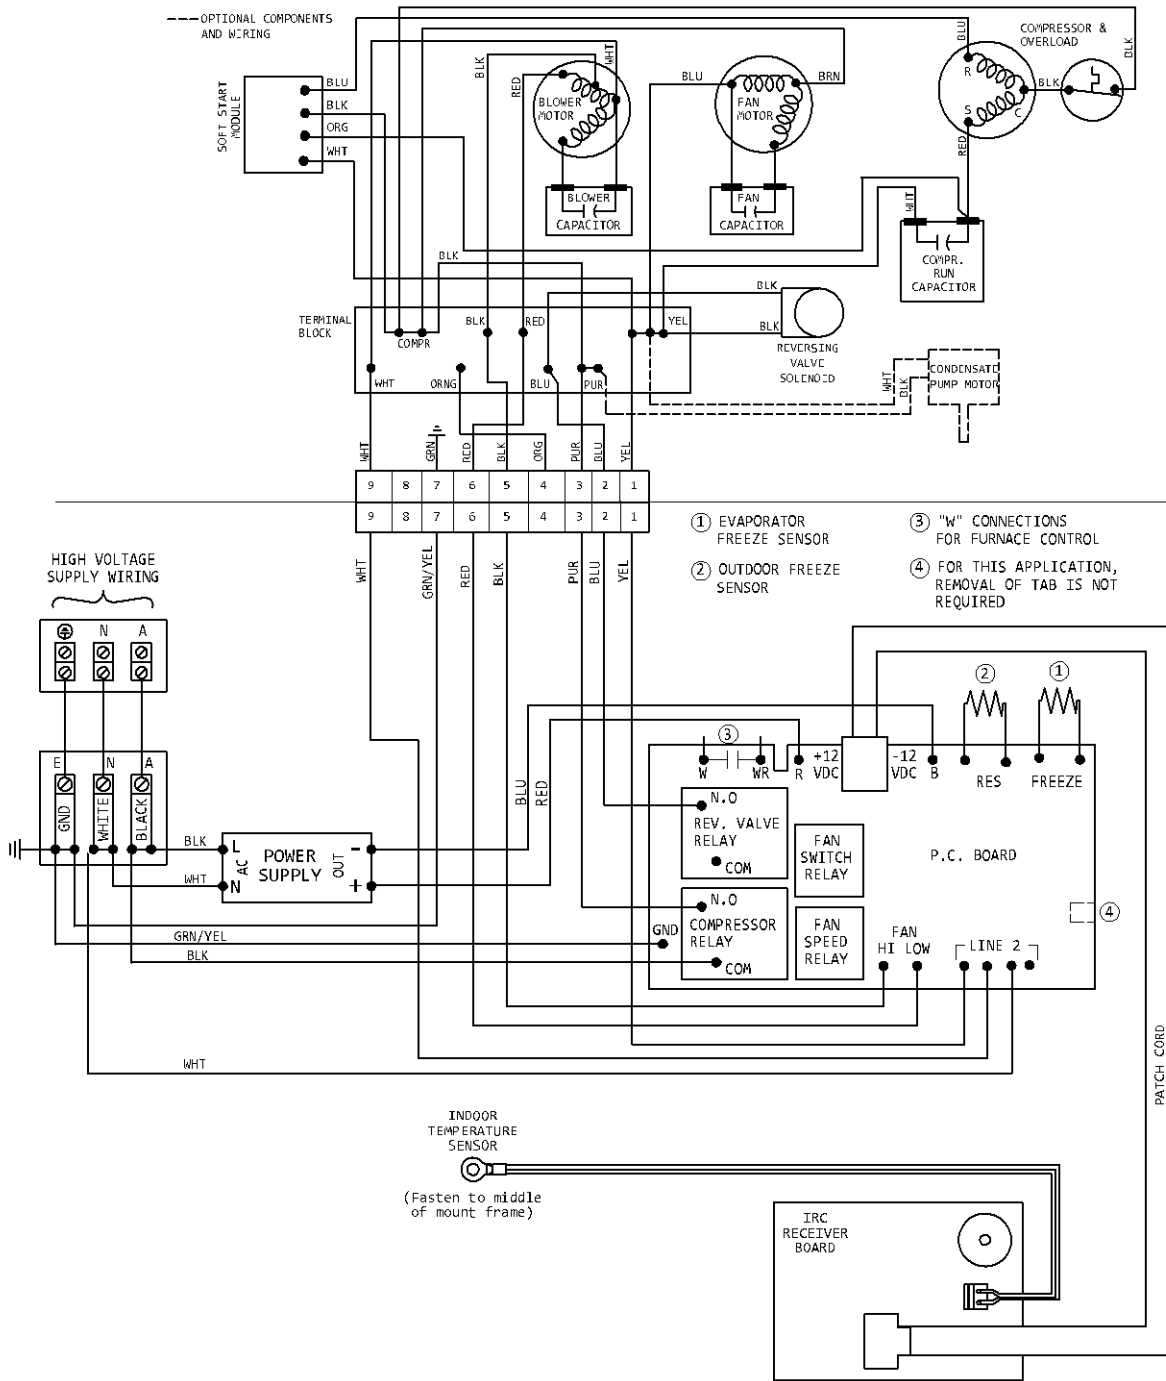 OPTIONAL COMPONENTS
AND WIRING
SOFT START
MODULE
BLU
BLK
ORG
WHT
BLK
RED
WHT
BLOWER
MOTOR
BLOWER
CAPACITOR
BLU
BRN
FAN
MOTOR
FAN
CAPACITOR
BLU
R
S
C
RED
BLK
COMPRESSOR &
OVERLOAD
BLK
WHT
COMPR.
RUN
CAPACITOR
BLK
BLK
BLK
REVERSING
VALVE
SOLENOID
TERMINAL
BLOCK
COMPR
BLK
RED
YEL
WHT
ORNG
BLU
PUR
WHT
BLK
CONDENSATE
PUMP MOTOR
WHT
GRN
RED
BLK
ORG
PUR
BLU
YEL
9 8 7 6 5 4 3 2 1
9 8 7 6 5 4 3 2 1
WHT
GRN/YEL
RED
BLK
PUR
BLU
YEL
1 EVAPORATOR
FREEZE SENSOR
2 OUTDOOR FREEZE
SENSOR
3 "W" CONNECTIONS
FOR FURNACE CONTROL
4 FOR THIS APPLICATION,
REMOVAL OF TAB IS NOT
REQUIRED
HIGH VOLTAGE
SUPPLY WIRING
N A
E N A
GND
WHITE
BLACK
BLK
WHT
L
N
AC
POWER
SUPPLY
OUT
-
+
BLU
RED
GRN/YEL
BLK
WHT
3
2
1
W
WR
R
+12
VDC
-12
VDC
B
RES
FREEZE
N.O
REV. VALVE
RELAY
COM
FAN
SWITCH
RELAY
P.C. BOARD
N.O
COMPRESSOR
RELAY
COM
GND
FAN
SPEED
RELAY
FAN
HI LOW
LINE 2
4
PATCH CORD
INDOOR
TEMPERATURE
SENSOR
(Fasten to middle
of mount frame)
IRC
RECEIVER
BOARD